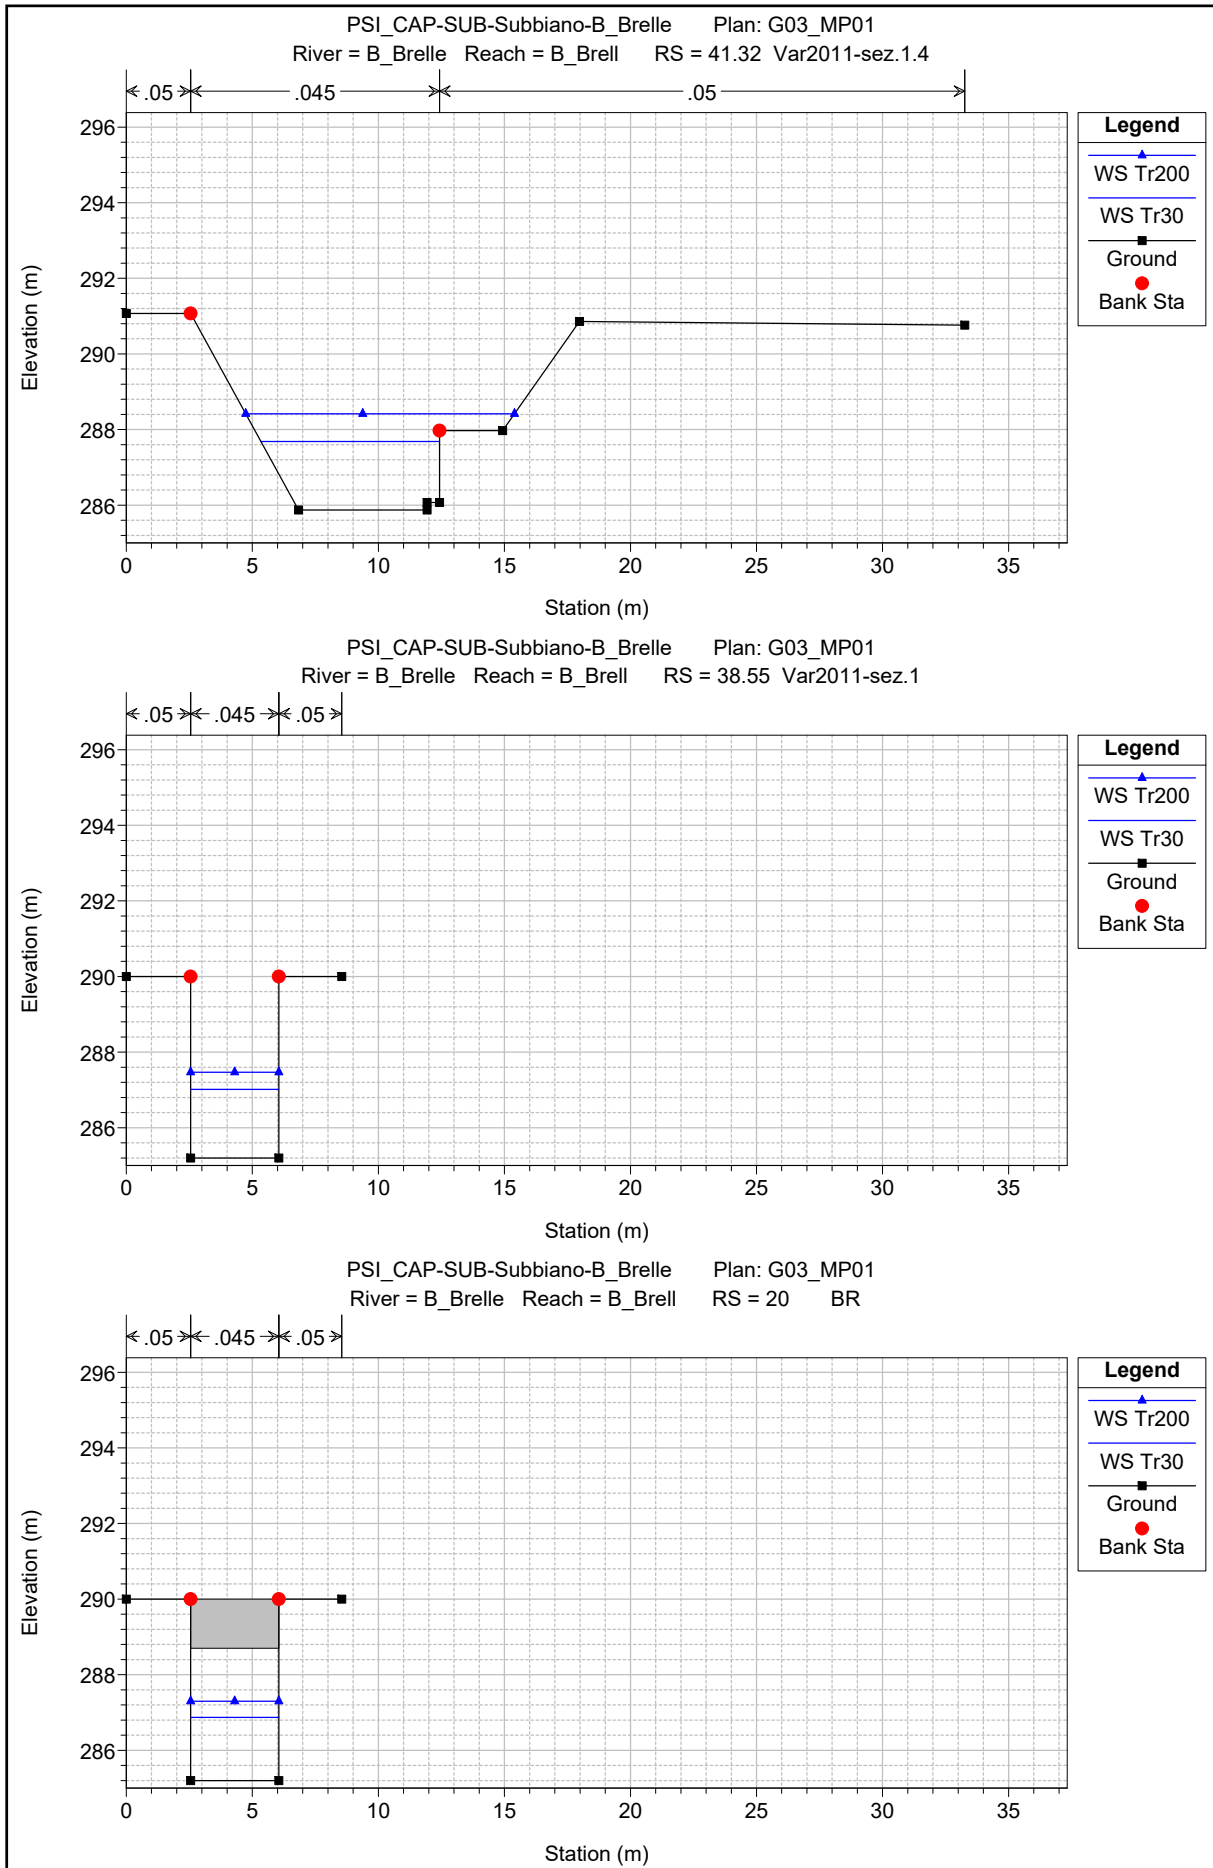 PSI_CAP-SUB-Subbiano-B_Brelle Plan: G03_MP01
River = B_Brelle Reach = B_Brell RS = 41.32 Var2011-sez.1.4
.05 .045 .05
296
294
292
290
288
286
Elevation (m)
0 5 10 15 20 25 30 35
Station (m)
Legend
WS Tr200
WS Tr30
Ground
Bank Sta
PSI_CAP-SUB-Subbiano-B_Brelle Plan: G03_MP01
River = B_Brelle Reach = B_Brell RS = 38.55 Var2011-sez.1
.05 .045 .05
296
294
292
290
288
286
Elevation (m)
0 5 10 15 20 25 30 35
Station (m)
Legend
WS Tr200
WS Tr30
Ground
Bank Sta
PSI_CAP-SUB-Subbiano-B_Brelle Plan: G03_MP01
River = B_Brelle Reach = B_Brell RS = 20 BR
.05 .045 .05
296
294
292
290
288
286
Elevation (m)
0 5 10 15 20 25 30 35
Station (m)
Legend
WS Tr200
WS Tr30
Ground
Bank Sta